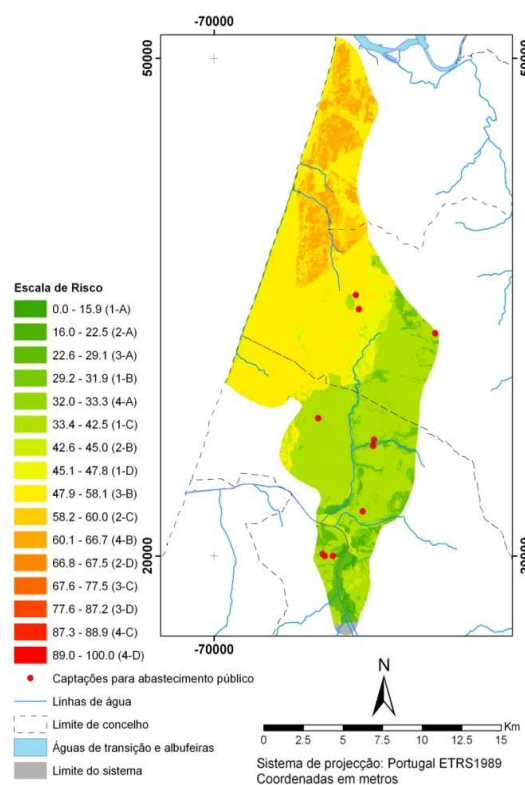 -70000
50000
50000
Escala de Risco
0.0 - 15.9 (1-A)
16.0 - 22.5 (2-A)
22.6 - 29.1 (3-A)
29.2 - 31.9 (1-B)
32.0 - 33.3 (4-A)
33.4 - 42.5 (1-C)
42.6 - 45.0 (2-B)
45.1 - 47.8 (1-D)
47.9 - 58.1 (3-B)
58.2 - 60.0 (2-C)
60.1 - 66.7 (4-B)
66.8 - 67.5 (2-D)
67.6 - 77.5 (3-C)
77.6 - 87.2 (3-D)
87.3 - 88.9 (4-C)
89.0 - 100.0 (4-D)
Captações para abastecimento público
Linhas de água
Limite de concelho
Águas de transição e albufeiras
Limite do sistema
20000
20000
-70000
N
Km
0 2.5 5 7.5 10 12.5 15
Sistema de projecção: Portugal ETRS1989
Coordenadas em metros